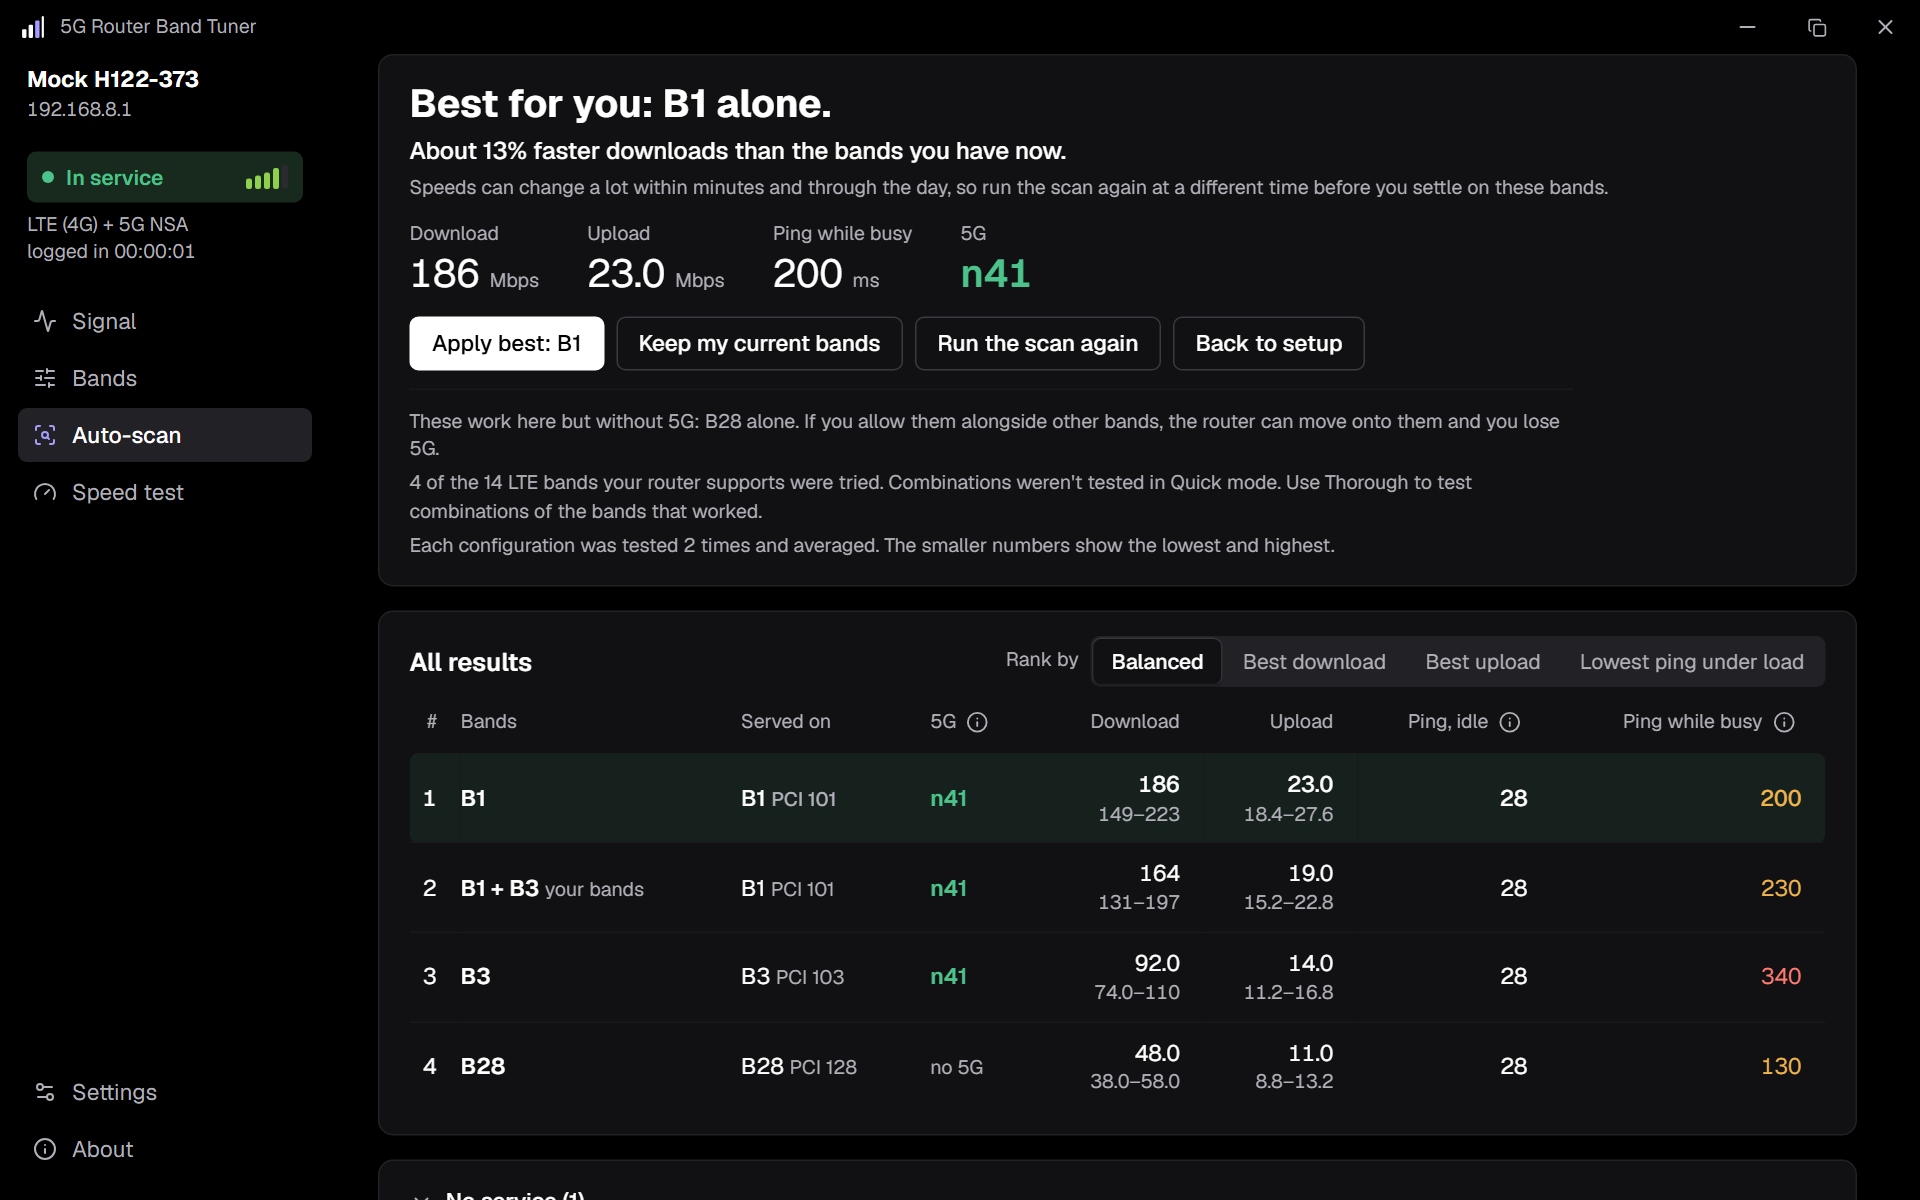 5G Router Band Tuner
Mock H122-373
192.168.8.1
In service
LTE (4G) + 5G NSA
logged in 00:00:01
Signal
Bands
Auto-scan
Speed test
Settings
About
Best for you: B1 alone.
About 13% faster downloads than the bands you have now.
Speeds can change a lot within minutes and through the day, so run the scan again at a different time before you settle on these bands.
Download Upload Ping while busy 5G
186 Mbps 23.0 Mbps 200 ms n41
Apply best: B1 Keep my current bands Run the scan again Back to setup
These work here but without 5G: B28 alone. If you allow them alongside other bands, the router can move onto them and you lose
5G.
4 of the 14 LTE bands your router supports were tried. Combinations weren't tested in Quick mode. Use Thorough to test
combinations of the bands that worked.
Each configuration was tested 2 times and averaged. The smaller numbers show the lowest and highest.
All results Rank by Balanced Best download Best upload Lowest ping under load
# Bands Served on 5G Download Upload Ping, idle Ping while busy
1 B1 B1 PCI 101 n41 186 23.0 28 200
149–223 18.4–27.6
2 B1 + B3 your bands B1 PCI 101 n41 164 19.0 28 230
131–197 15.2–22.8
3 B3 B3 PCI 103 n41 92.0 14.0 28 340
74.0–110 11.2–16.8
4 B28 B28 PCI 128 no 5G 48.0 11.0 28 130
38.0–58.0 8.8–13.2
No service (1)